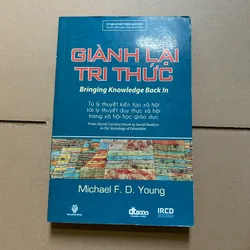 GIÀNH LẠI
TRI THỨC
Bringing Knowledge Back In
Từ lý thuyết kiến tạo xã hội
tới lý thuyết duy thực xã hội
trong xã hội học giáo dục
From Social Constructivism to Social Realism
in the Sociology of Education
Michael F. D. Young
dtbooks
IRED